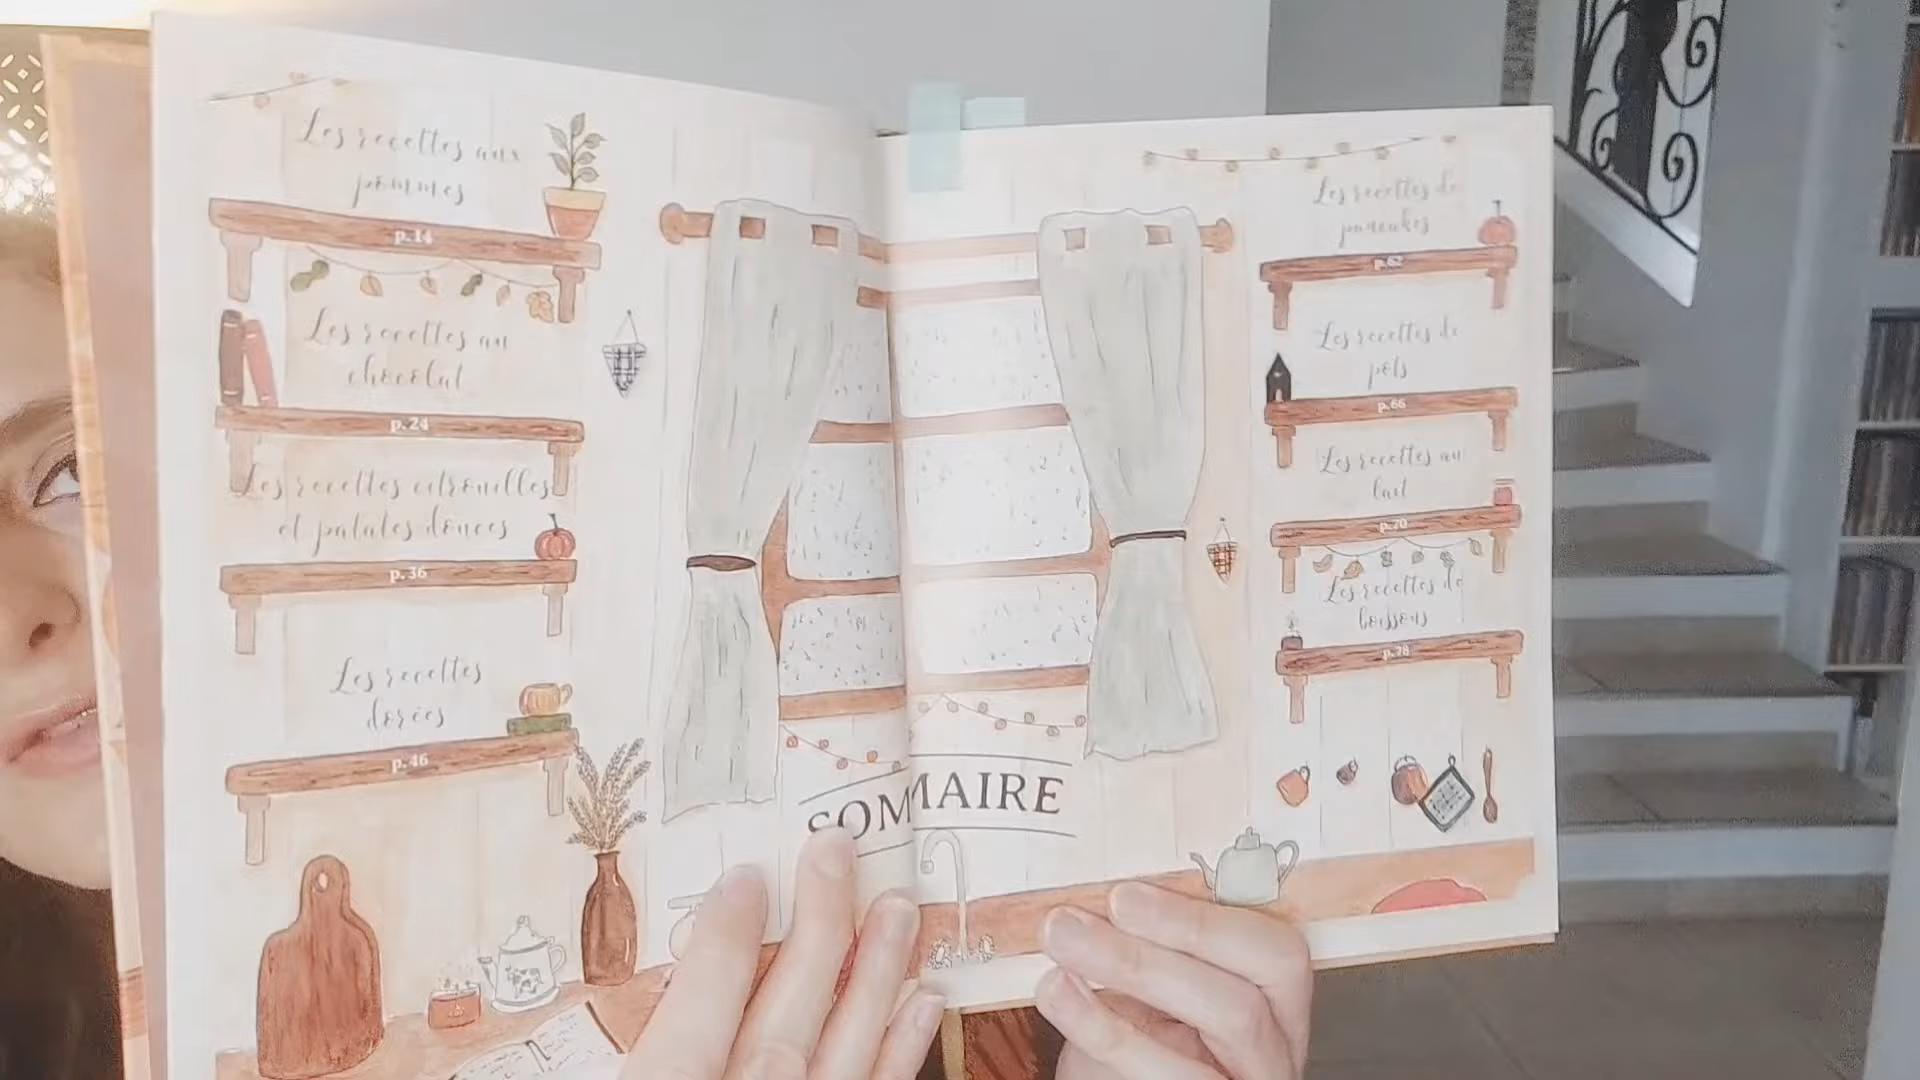 Les recettes aux
pommes
p.14
Les recettes au
chocolat
p.24
Les recettes citrouilles
et patates douces
p.36
Les recettes
dorées
p.46
SOMMAIRE
Les recettes de
pancakes
p.62
Les recettes de
pots
p.66
Les recettes au
lait
p.70
Les recettes de
boissons
p.78